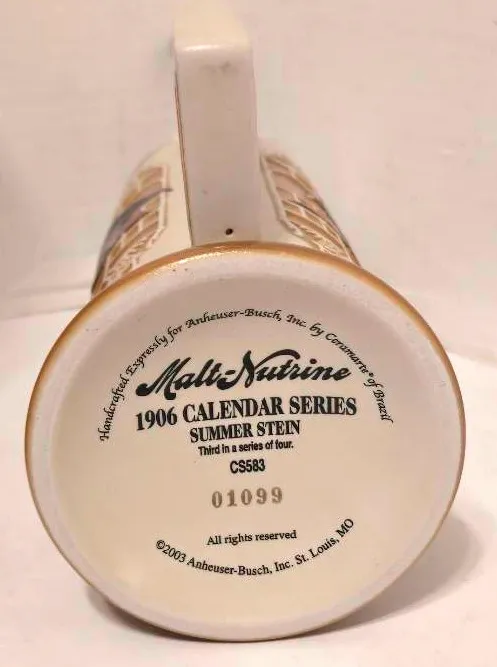 Handcrafted Expressly for Anheuser-Busch, Inc. by Ceramarte® of Brazil
Malt-Nutrine
1906 CALENDAR SERIES
SUMMER STEIN
Third in a series of four.
CS583
01099
All rights reserved
©2003 Anheuser-Busch, Inc. St. Louis, MO